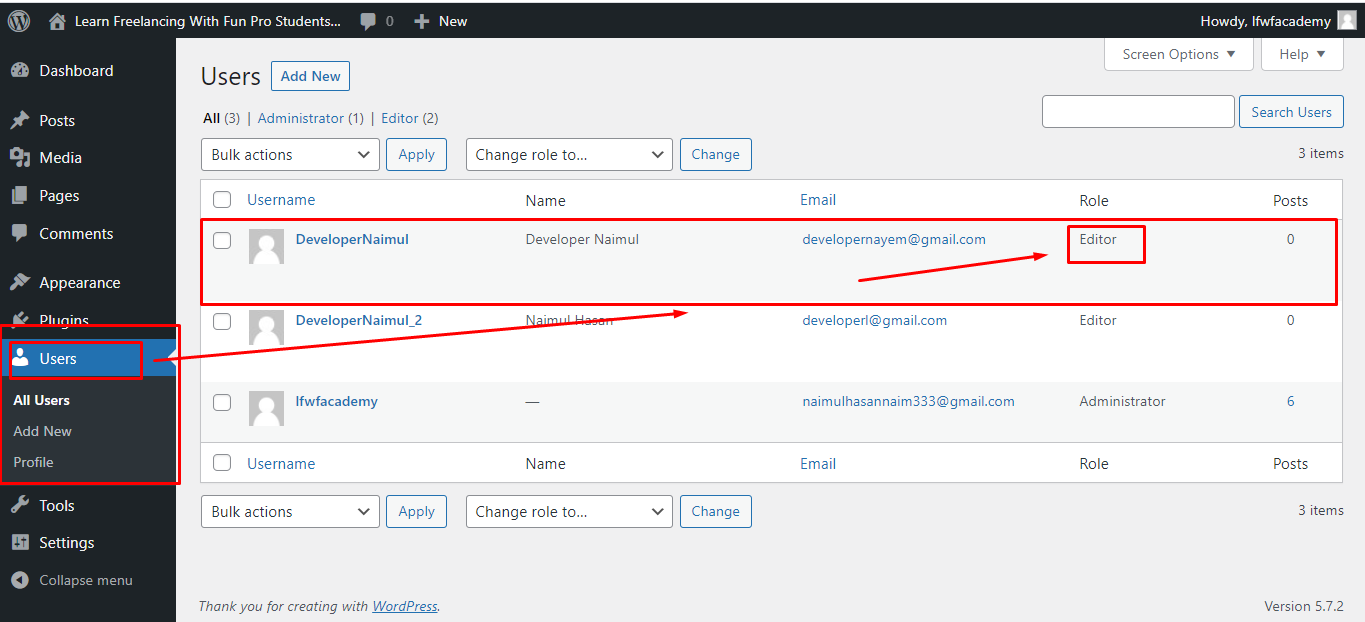 Learn Freelancing With Fun Pro Students... 0 New Howdy, lfwfacademy
Screen Options Help
Dashboard
Posts
Media
Pages
Comments
Appearance
Plugins
Users
All Users
Add New
Profile
Tools
Settings
Collapse menu
Users Add New
All (3) | Administrator (1) | Editor (2)
Search Users
Bulk actions Apply Change role to... Change 3 items
Username Name Email Role Posts
DeveloperNaimul Developer Naimul developernayem@gmail.com Editor 0
DeveloperNaimul_2 Naimul Hasan developerl@gmail.com Editor 0
lfwfacademy — naimulhasannaim333@gmail.com Administrator 6
Username Name Email Role Posts
Bulk actions Apply Change role to... Change 3 items
Thank you for creating with WordPress. Version 5.7.2